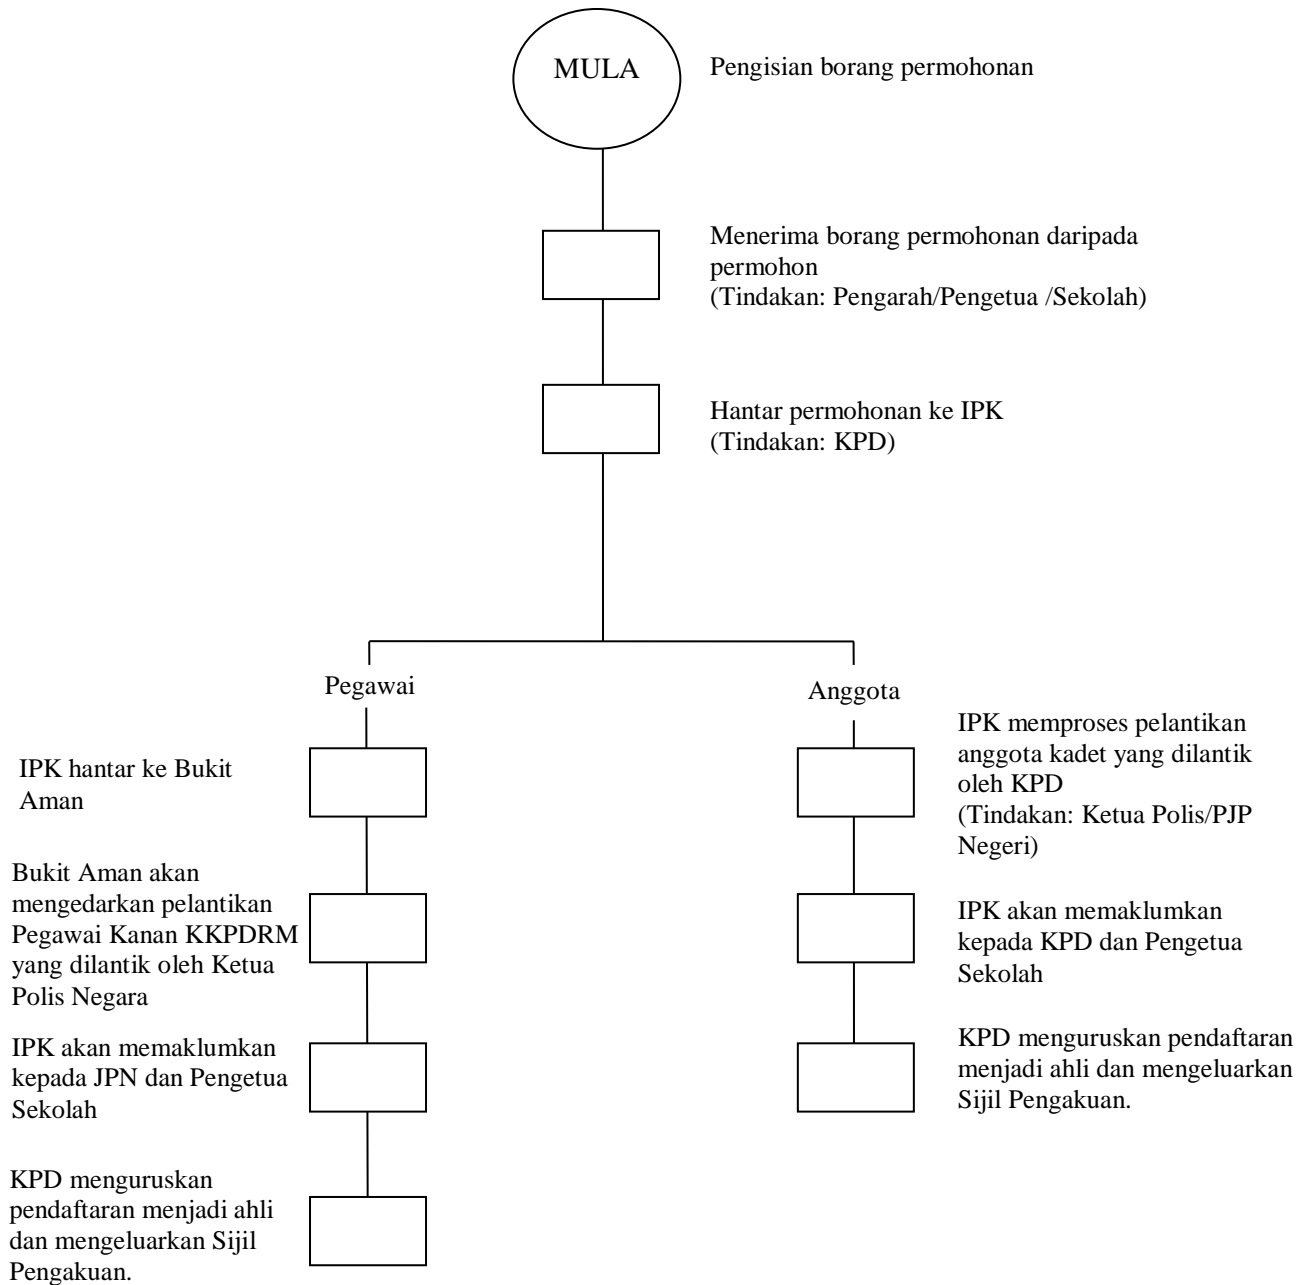 MULA
Pengisian borang permohonan
Menerima borang permohonan daripada
permohon
(Tindakan: Pengarah/Pengetua /Sekolah)
Hantar permohonan ke IPK
(Tindakan: KPD)
Pegawai
IPK hantar ke Bukit
Aman
Bukit Aman akan
mengedarkan pelantikan
Pegawai Kanan KKPDRM
yang dilantik oleh Ketua
Polis Negara
IPK akan memaklumkan
kepada JPN dan Pengetua
Sekolah
KPD menguruskan
pendaftaran menjadi ahli
dan mengeluarkan Sijil
Pengakuan.
Anggota
IPK memproses pelantikan
anggota kadet yang dilantik
oleh KPD
(Tindakan: Ketua Polis/PJP
Negeri)
IPK akan memaklumkan
kepada KPD dan Pengetua
Sekolah
KPD menguruskan pendaftaran
menjadi ahli dan mengeluarkan
Sijil Pengakuan.